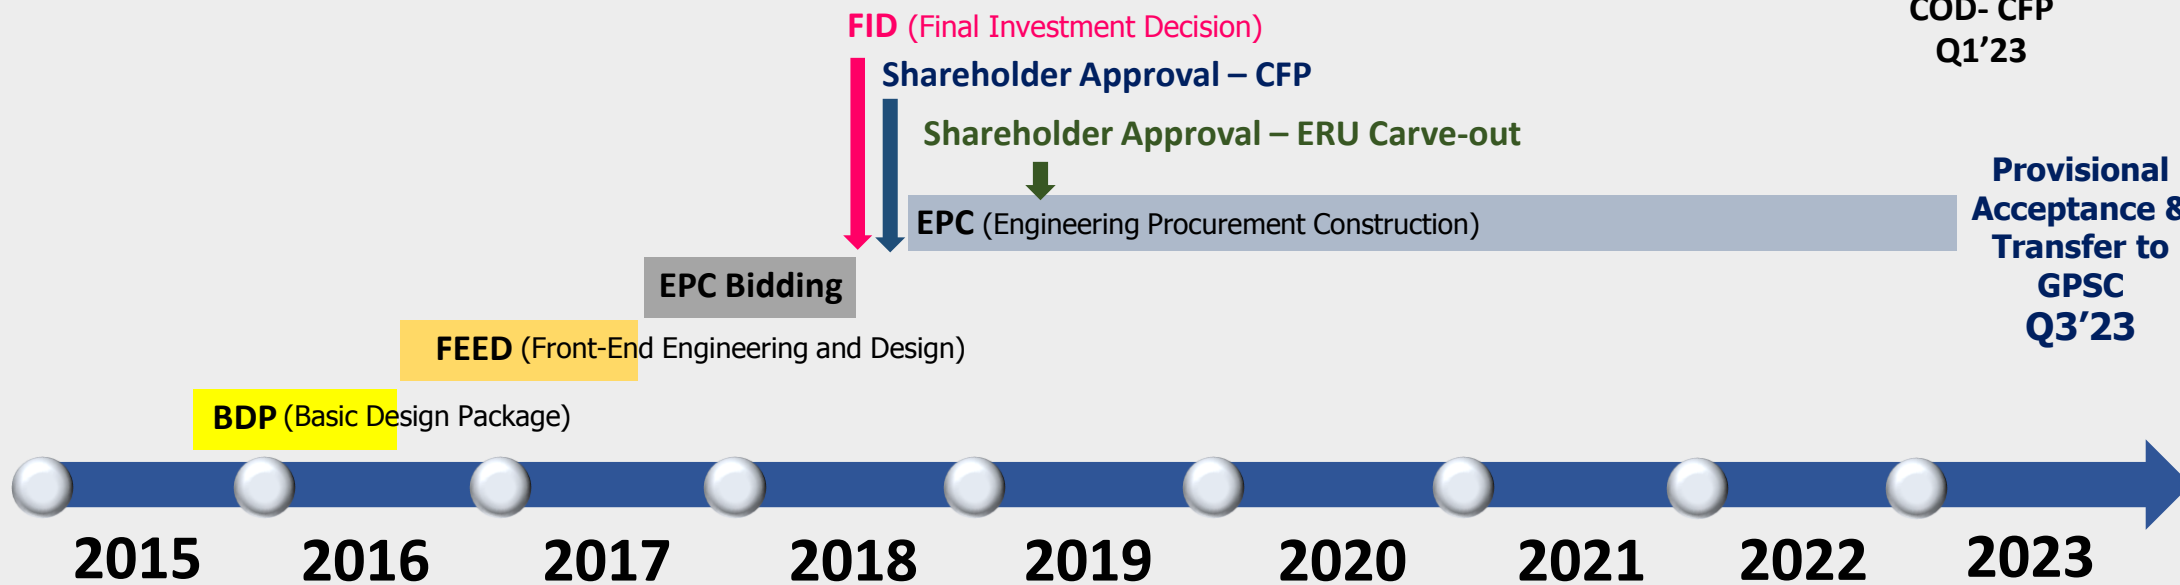 COD- CFP
Q1’23
FID (Final Investment Decision)
Shareholder Approval – CFP
Shareholder Approval – ERU Carve-out
Provisional
Acceptance &
Transfer to
GPSC
Q3’23
EPC (Engineering Procurement Construction)
EPC Bidding
FEED (Front-End Engineering and Design)
BDP (Basic Design Package)
2015 2016 2017 2018 2019 2020 2021 2022 2023